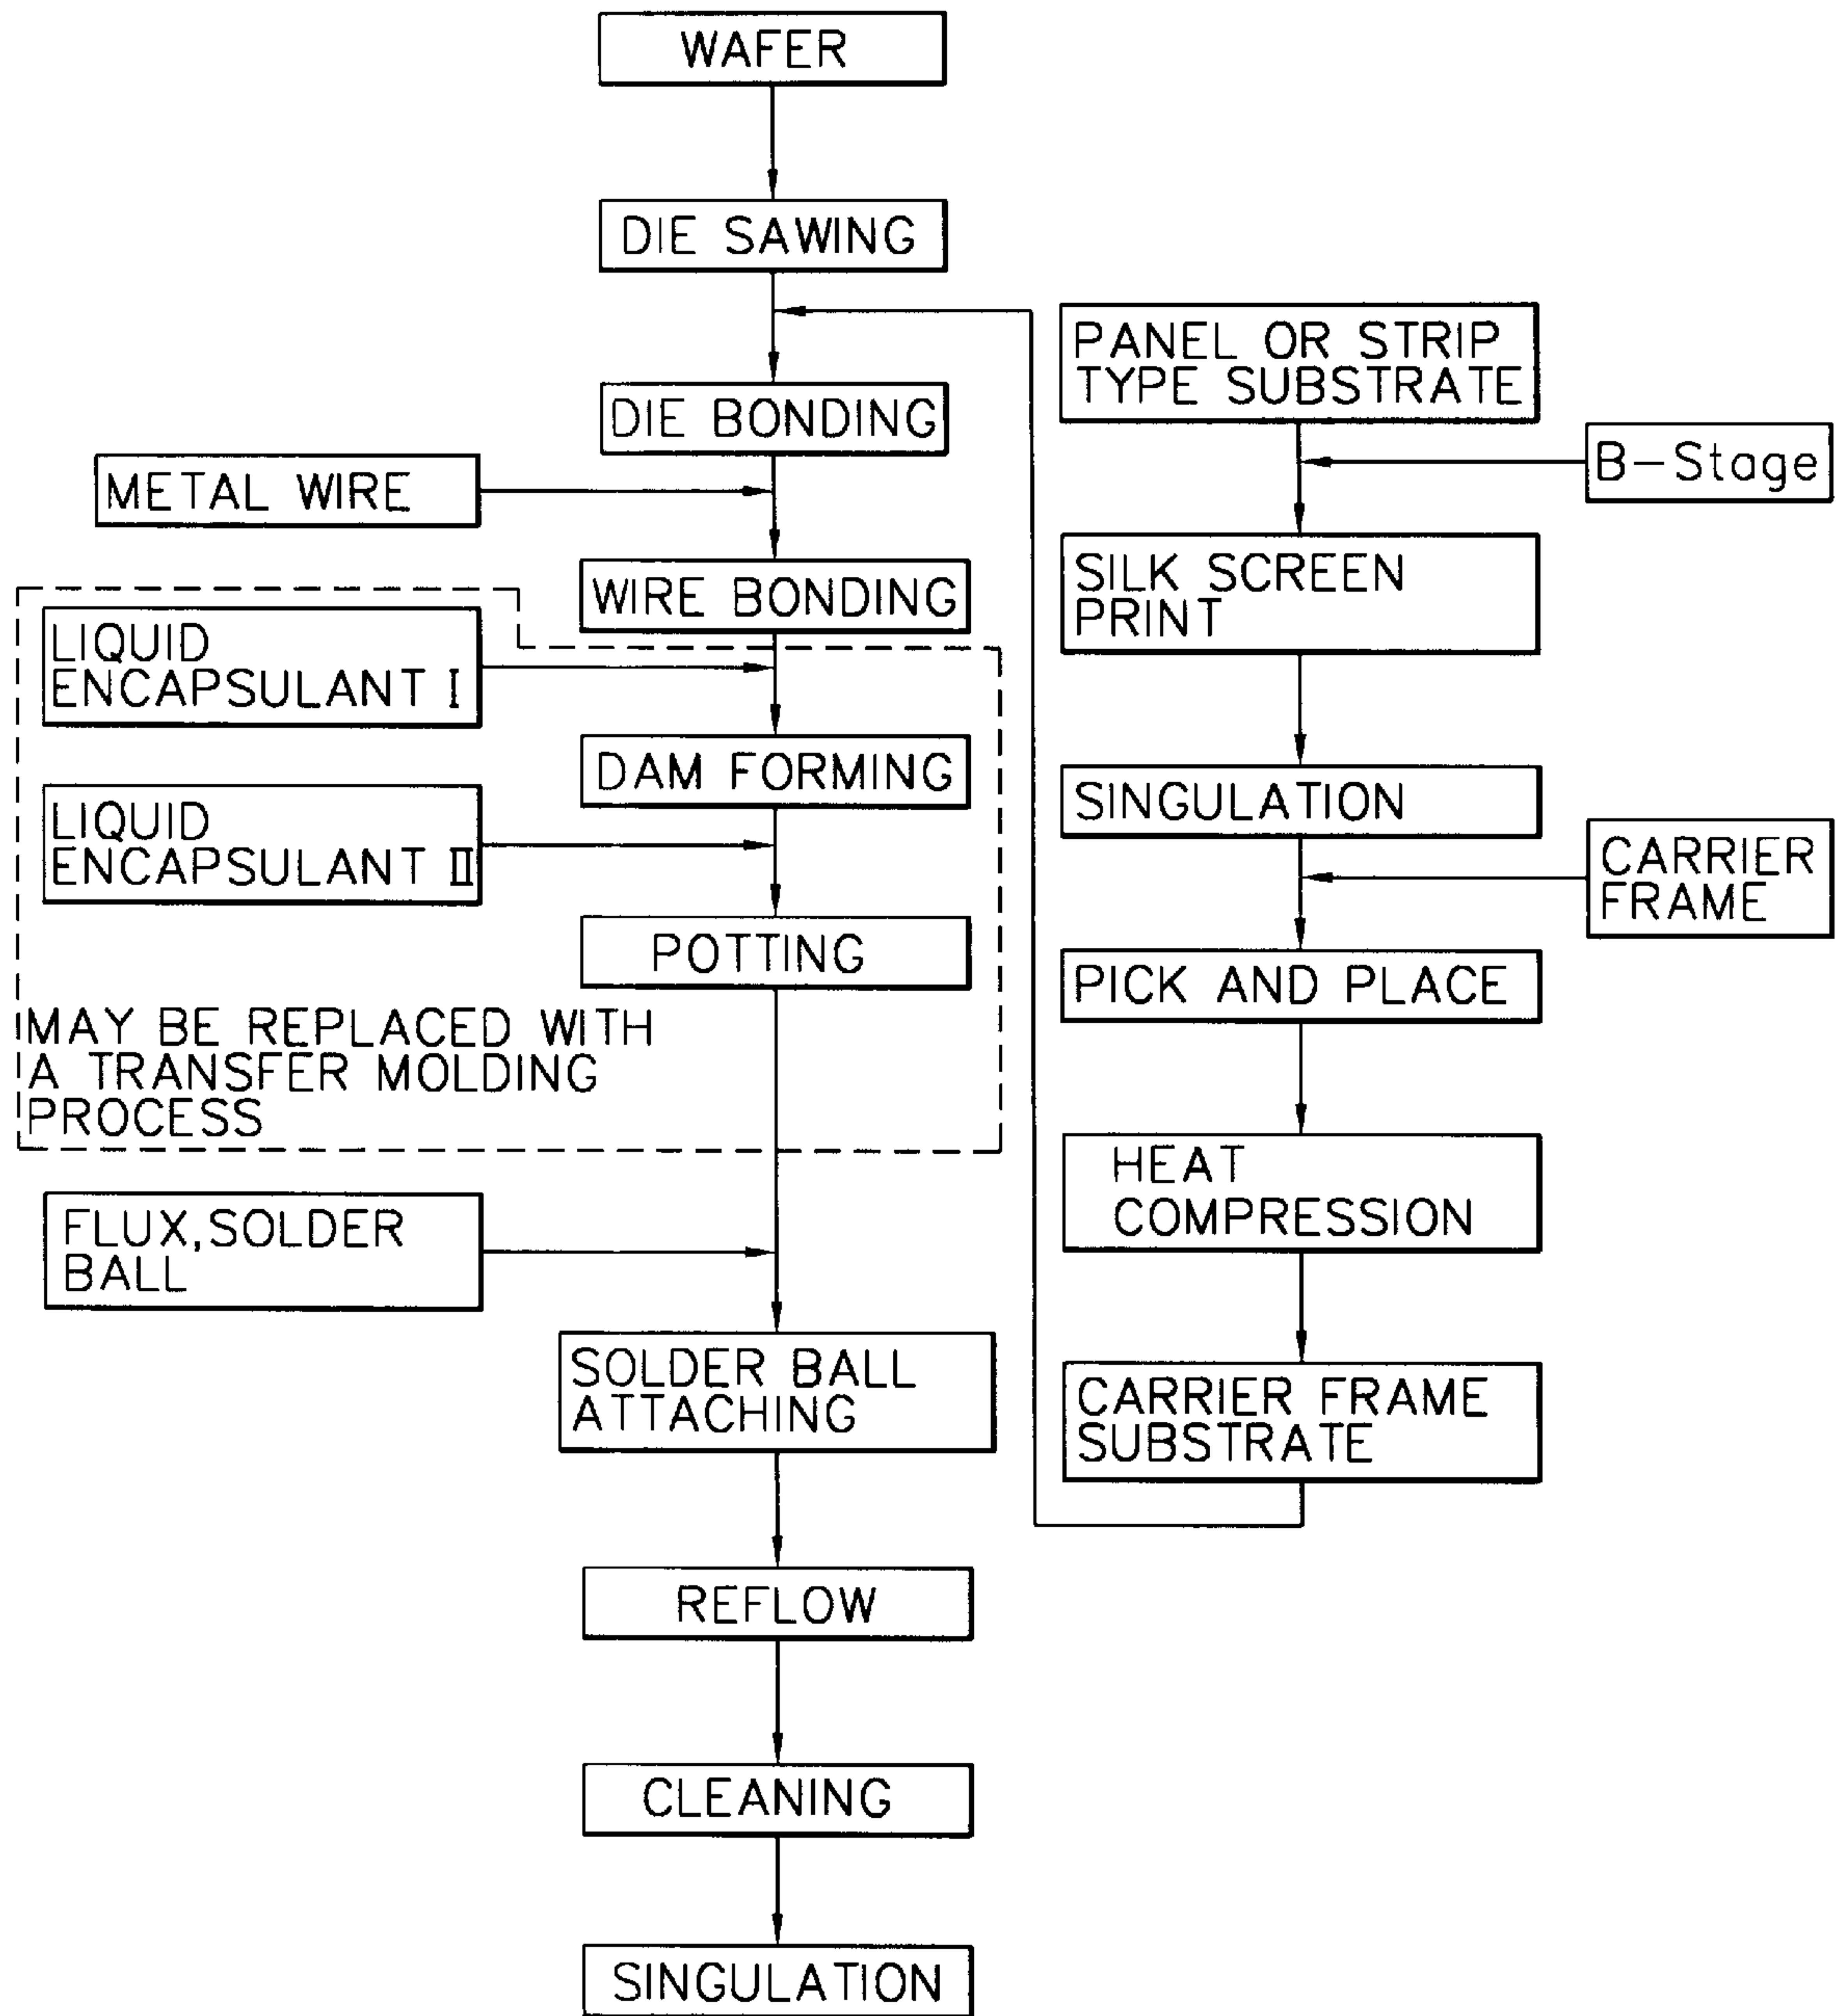 WAFER
DIE SAWING
DIE BONDING
METAL WIRE
WIRE BONDING
LIQUID
ENCAPSULANT I
DAM FORMING
LIQUID
ENCAPSULANT II
POTTING
MAY BE REPLACED WITH
A TRANSFER MOLDING
PROCESS
FLUX,SOLDER
BALL
SOLDER BALL
ATTACHING
REFLOW
CLEANING
SINGULATION
PANEL OR STRIP
TYPE SUBSTRATE
B-Stage
SILK SCREEN
PRINT
SINGULATION
CARRIER
FRAME
PICK AND PLACE
HEAT
COMPRESSION
CARRIER FRAME
SUBSTRATE